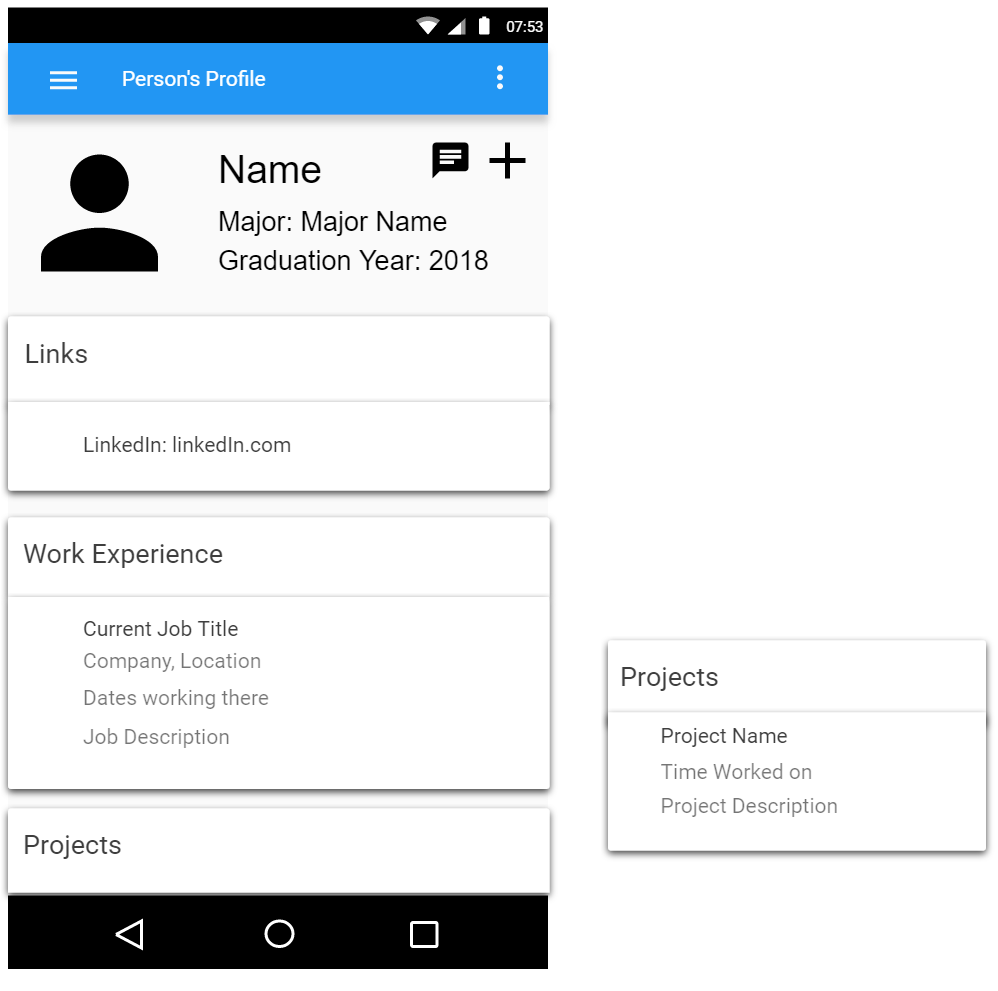 07:53
Person's Profile
Name
Major: Major Name
Graduation Year: 2018
Links
LinkedIn: linkedIn.com
Work Experience
Current Job Title
Company, Location
Dates working there
Job Description
Projects
Projects
Project Name
Time Worked on
Project Description